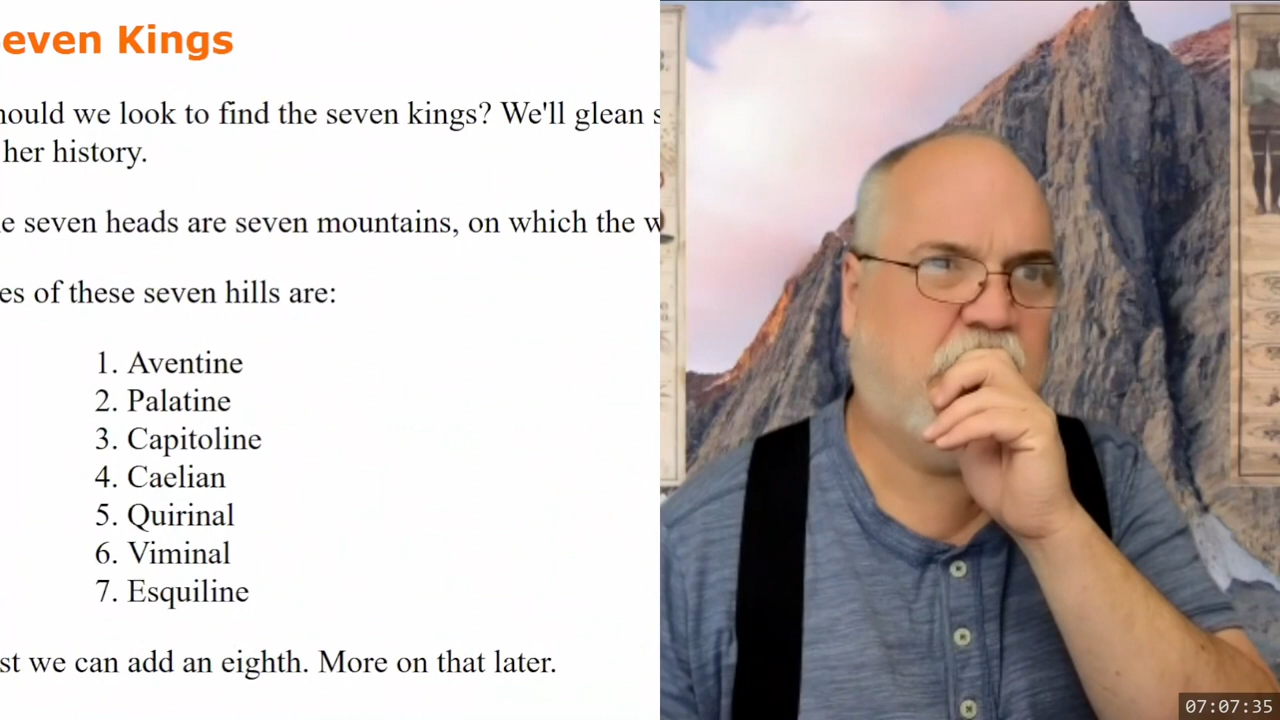 even Kings
hould we look to find the seven kings? We'll glean s
her history.
e seven heads are seven mountains, on which the w
es of these seven hills are:
1. Aventine
2. Palatine
3. Capitoline
4. Caelian
5. Quirinal
6. Viminal
7. Esquiline
st we can add an eighth. More on that later.
07:07:35